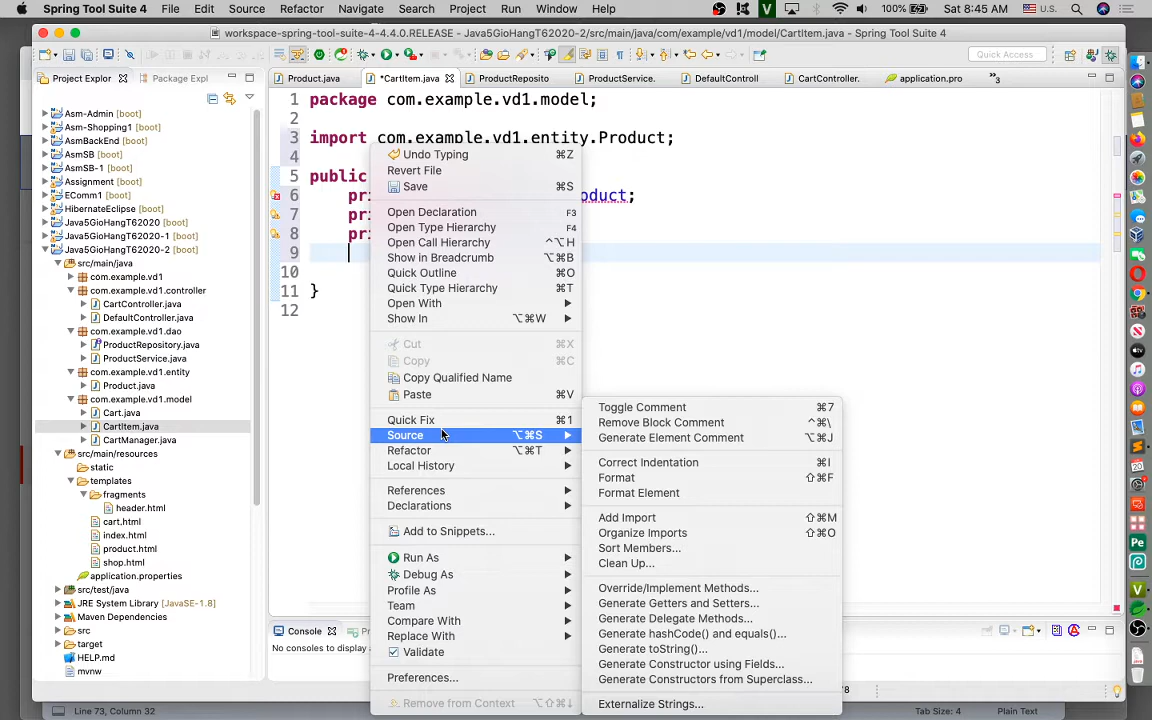 Spring Tool Suite 4 File Edit Source Refactor Navigate Search Project Run Window Help 100% Sat 8:45 AM U.S.
workspace-spring-tool-suite-4-4.4.0.RELEASE - Java5GioHangT62020-2/src/main/java/com/example/vd1/model/CartItem.java - Spring Tool Suite 4
Quick Access
Project Explor Package Expl
Product.java *CartItem.java ProductReposito ProductService. DefaultControll CartController. application.pro »3
Asm-Admin [boot]
Asm-Shopping1 [boot]
AsmBackEnd [boot]
AsmSB [boot]
AsmSB-1 [boot]
Assignment [boot]
EComm1 [boot]
HibernateEclipse [boot]
Java5GioHangT62020 [boot]
Java5GioHangT62020-1 [boot]
Java5GioHangT62020-2 [boot]
src/main/java
com.example.vd1
com.example.vd1.controller
CartController.java
DefaultController.java
com.example.vd1.dao
ProductRepository.java
ProductService.java
com.example.vd1.entity
Product.java
com.example.vd1.model
Cart.java
CartItem.java
CartManager.java
src/main/resources
static
templates
fragments
header.html
cart.html
index.html
product.html
shop.html
application.properties
src/test/java
JRE System Library [JavaSE-1.8]
Maven Dependencies
src
target
HELP.md
mvnw
1 package com.example.vd1.model;
2
3 import com.example.vd1.entity.Product;
4
5 public
6 pri oduct;
7 pri
8 pri
9
10
11 }
12
Undo Typing ⌘Z
Revert File
Save ⌘S
Open Declaration F3
Open Type Hierarchy F4
Open Call Hierarchy ^⌥H
Show in Breadcrumb ⌥⌘B
Quick Outline ⌘O
Quick Type Hierarchy ⌘T
Open With
Show In ⌥⌘W
Cut ⌘X
Copy ⌘C
Copy Qualified Name
Paste ⌘V
Quick Fix ⌘1
Source ⌥⌘S
Refactor ⌥⌘T
Local History
References
Declarations
Add to Snippets...
Run As
Debug As
Profile As
Team
Compare With
Replace With
Validate
Preferences...
Remove from Context ⌥⇧⌘↓
Toggle Comment ⌘7
Remove Block Comment ^⌘\
Generate Element Comment ⌥⌘J
Correct Indentation ⌘I
Format ⇧⌘F
Format Element
Add Import ⇧⌘M
Organize Imports ⇧⌘O
Sort Members...
Clean Up...
Override/Implement Methods...
Generate Getters and Setters...
Generate Delegate Methods...
Generate hashCode() and equals()...
Generate toString()...
Generate Constructor using Fields...
Generate Constructors from Superclass...
Externalize Strings...
Console
No consoles to display a
Line 73, Column 32 Tab Size: 4 Plain Text